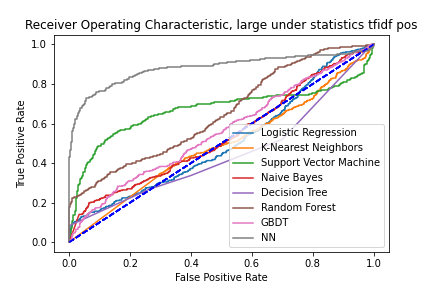 Receiver Operating Characteristic, large under statistics tfidf pos
1.0
0.8
0.6
0.4
0.2
0.0
True Positive Rate
Logistic Regression
K-Nearest Neighbors
Support Vector Machine
Naive Bayes
Decision Tree
Random Forest
GBDT
NN
0.0 0.2 0.4 0.6 0.8 1.0
False Positive Rate